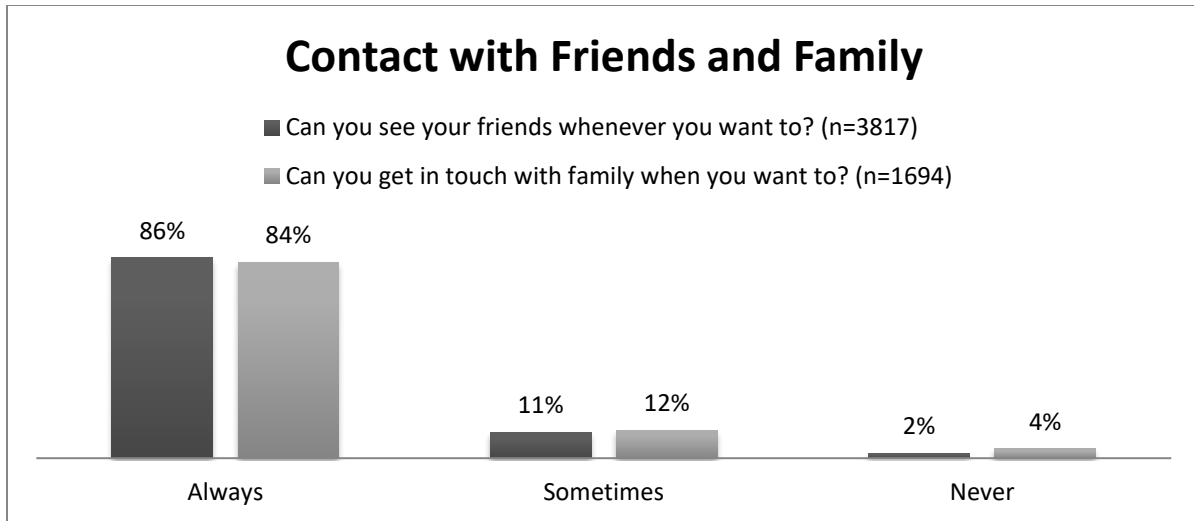 Contact with Friends and Family
Can you see your friends whenever you want to? (n=3817)
Can you get in touch with family when you want to? (n=1694)
86%
84%
11%
12%
2%
4%
Always
Sometimes
Never